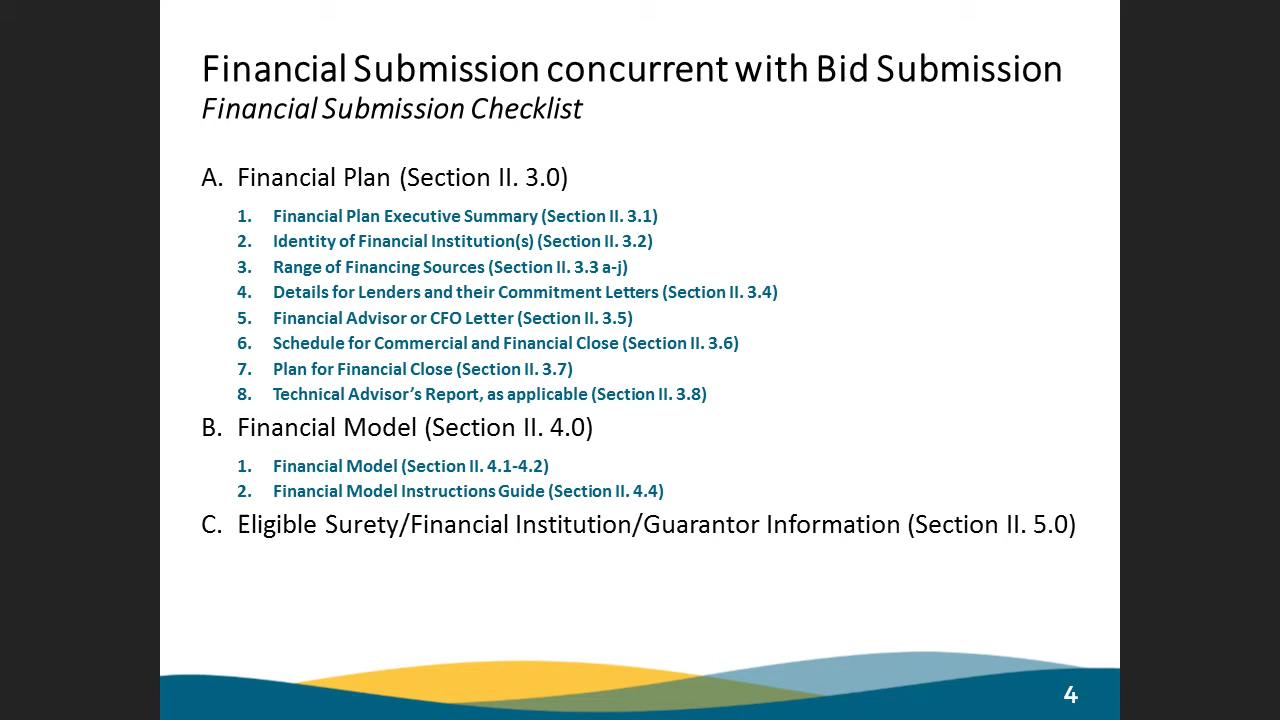 Financial Submission concurrent with Bid Submission
Financial Submission Checklist
A. Financial Plan (Section II. 3.0)
1. Financial Plan Executive Summary (Section II. 3.1)
2. Identity of Financial Institution(s) (Section II. 3.2)
3. Range of Financing Sources (Section II. 3.3 a-j)
4. Details for Lenders and their Commitment Letters (Section II. 3.4)
5. Financial Advisor or CFO Letter (Section II. 3.5)
6. Schedule for Commercial and Financial Close (Section II. 3.6)
7. Plan for Financial Close (Section II. 3.7)
8. Technical Advisor’s Report, as applicable (Section II. 3.8)
B. Financial Model (Section II. 4.0)
1. Financial Model (Section II. 4.1-4.2)
2. Financial Model Instructions Guide (Section II. 4.4)
C. Eligible Surety/Financial Institution/Guarantor Information (Section II. 5.0)
4